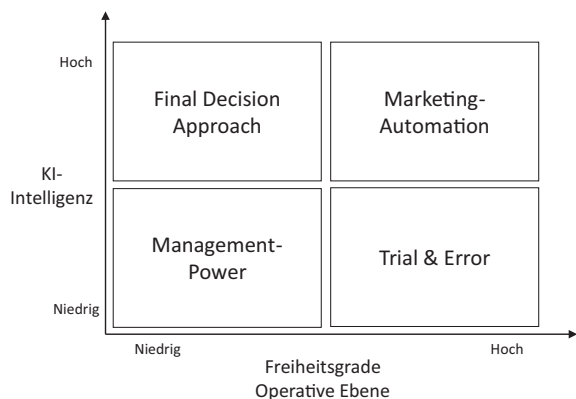 Hoch
Final Decision
Approach
Marketing-
Automation
KI-
Intelligenz
Management-
Power
Trial & Error
Niedrig
Niedrig
Hoch
Freiheitsgrade
Operative Ebene